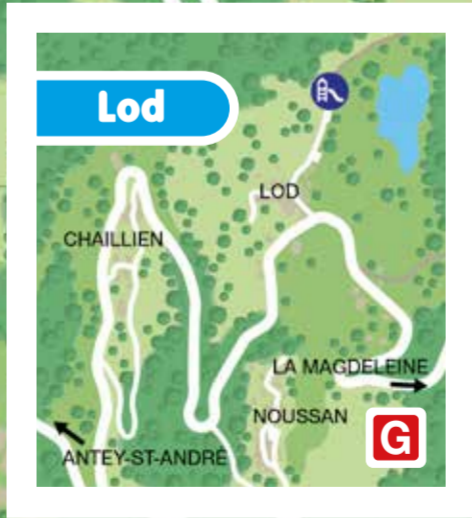 Lod
LOD
CHAILLIEN
LA MAGDELEINE
NOUSSAN
G
ANTEY-ST-ANDRÉ